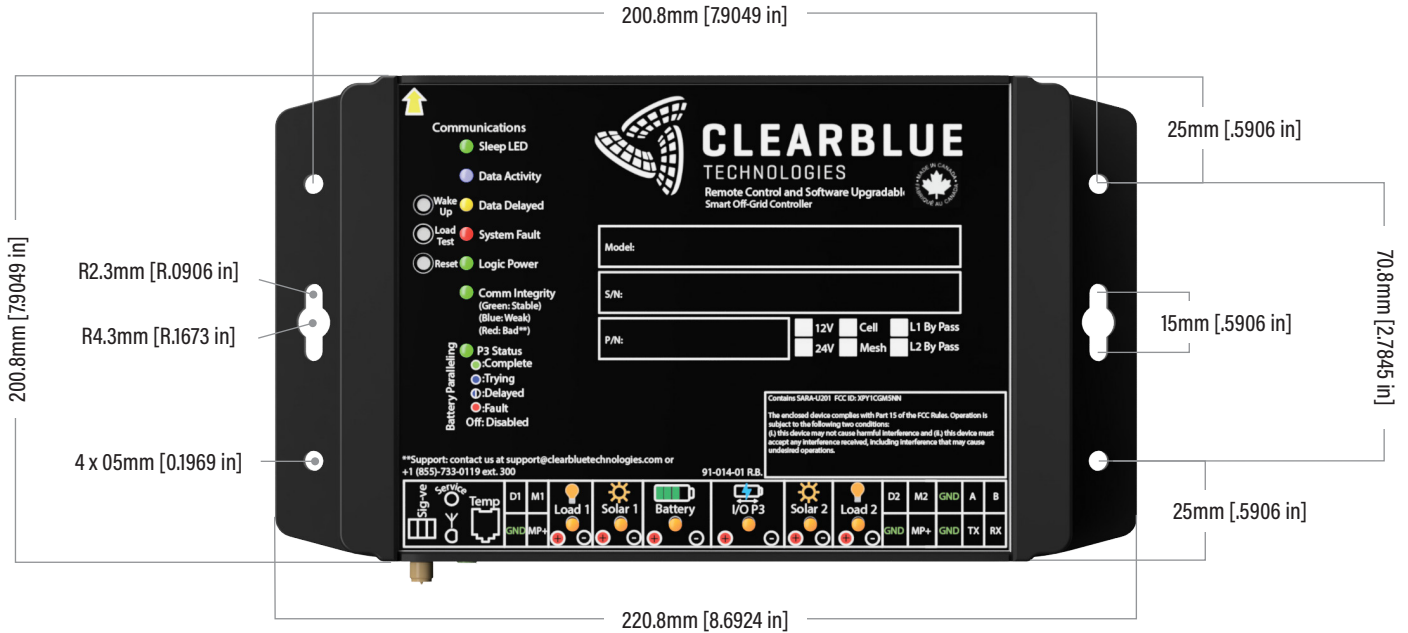 200.8mm [7.9049 in]
200.8mm [7.9049 in]
R2.3mm [R.0906 in]
R4.3mm [R.1673 in]
4 x 05mm [0.1969 in]
Communications
Sleep LED
Data Activity
Wake Up
Data Delayed
Load Test
System Fault
Reset
Logic Power
Comm Integrity
(Green: Stable)
(Blue: Weak)
(Red: Bad**)
Battery Paralleling
P3 Status
:Complete
:Trying
:Delayed
:Fault
Off: Disabled
**Support: contact us at support@clearbluetechnologies.com or
+1 (855)-733-0119 ext. 300
91-014-01 R.B.
CLEARBLUE
TECHNOLOGIES
Remote Control and Software Upgradabl
Smart Off-Grid Controller
MADE IN CANADA
FABRIQUÉ AU CANADA
Model:
S/N:
P/N:
12V Cell L1 By Pass
24V Mesh L2 By Pass
Contains SARA-U201 FCC ID: XPY1CGM5NN
The enclosed device complies with Part 15 of the FCC Rules. Operation is
subject to the following two conditions:
(i.) this device may not cause harmful interference and (ii.) this device must
accept any interference received, including interference that may cause
undesired operations.
Sig-ve Service Temp D1 M1 Load 1 Solar 1 Battery I/O P3 Solar 2 Load 2 D2 M2 GND A B
GND MP+ GND MP+ GND TX RX
25mm [.5906 in]
70.8mm [2.7845 in]
15mm [.5906 in]
25mm [.5906 in]
220.8mm [8.6924 in]